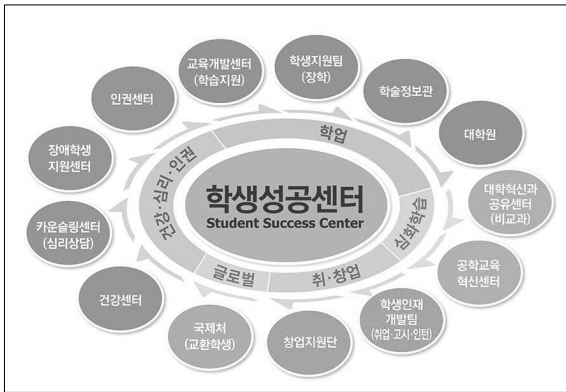 학생성공센터
Student Success Center
학업
심화학습
취·창업
글로벌
건강·심리·인권
학생지원팀
(장학)
학술정보관
대학원
대학혁신과
공유센터
(비교과)
공학교육
혁신센터
학생인재
개발팀
(취업·고시·인턴)
창업지원단
국제처
(교환학생)
건강센터
카운슬링센터
(심리상담)
장애학생
지원센터
인권센터
교육개발센터
(학습지원)